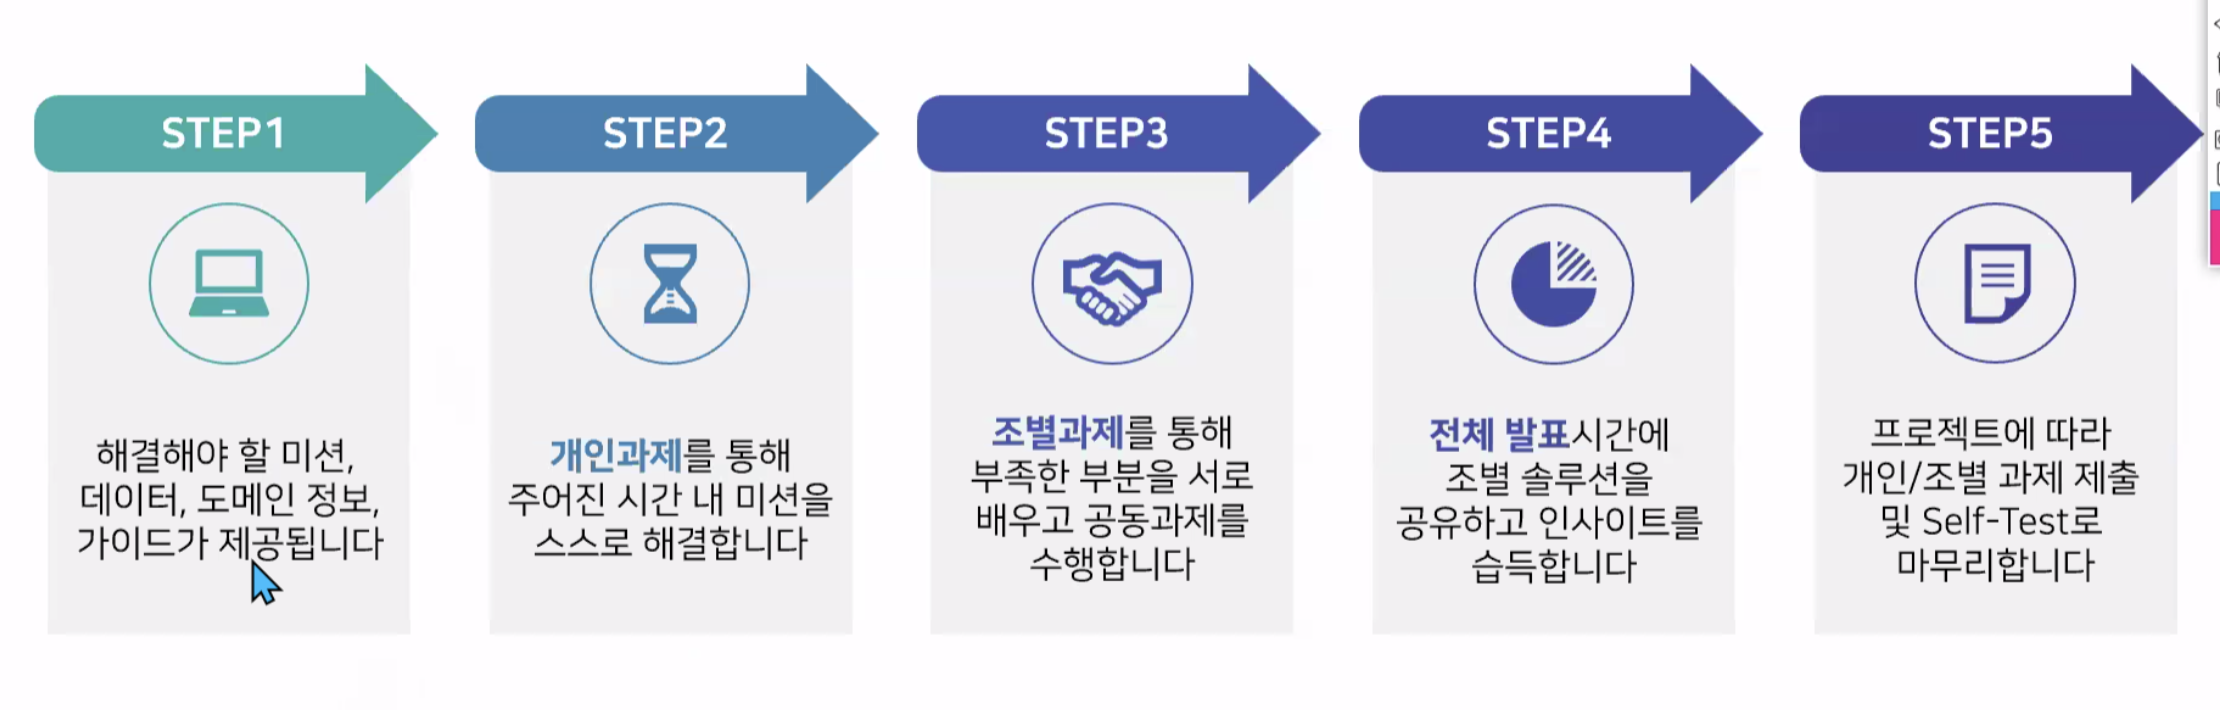 STEP1
해결해야 할 미션,
데이터, 도메인 정보,
가이드가 제공됩니다
STEP2
개인과제를 통해
주어진 시간 내 미션을
스스로 해결합니다
STEP3
조별과제를 통해
부족한 부분을 서로
배우고 공동과제를
수행합니다
STEP4
전체 발표시간에
조별 솔루션을
공유하고 인사이트를
습득합니다
STEP5
프로젝트에 따라
개인/조별 과제 제출
및 Self-Test로
마무리합니다